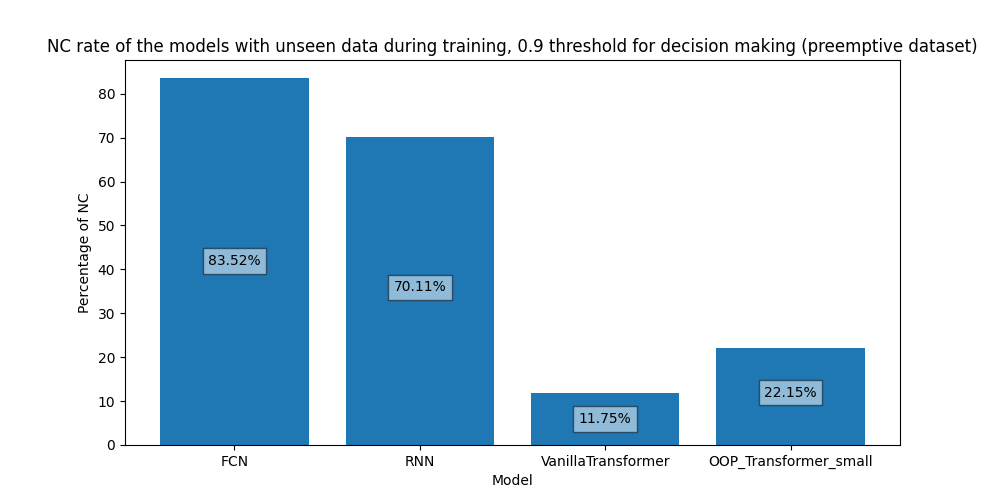 NC rate of the models with unseen data during training, 0.9 threshold for decision making (preemptive dataset)
80
70
60
50
40
30
20
10
0
Percentage of NC
83.52%
70.11%
11.75%
22.15%
FCN
RNN
VanillaTransformer
OOP_Transformer_small
Model